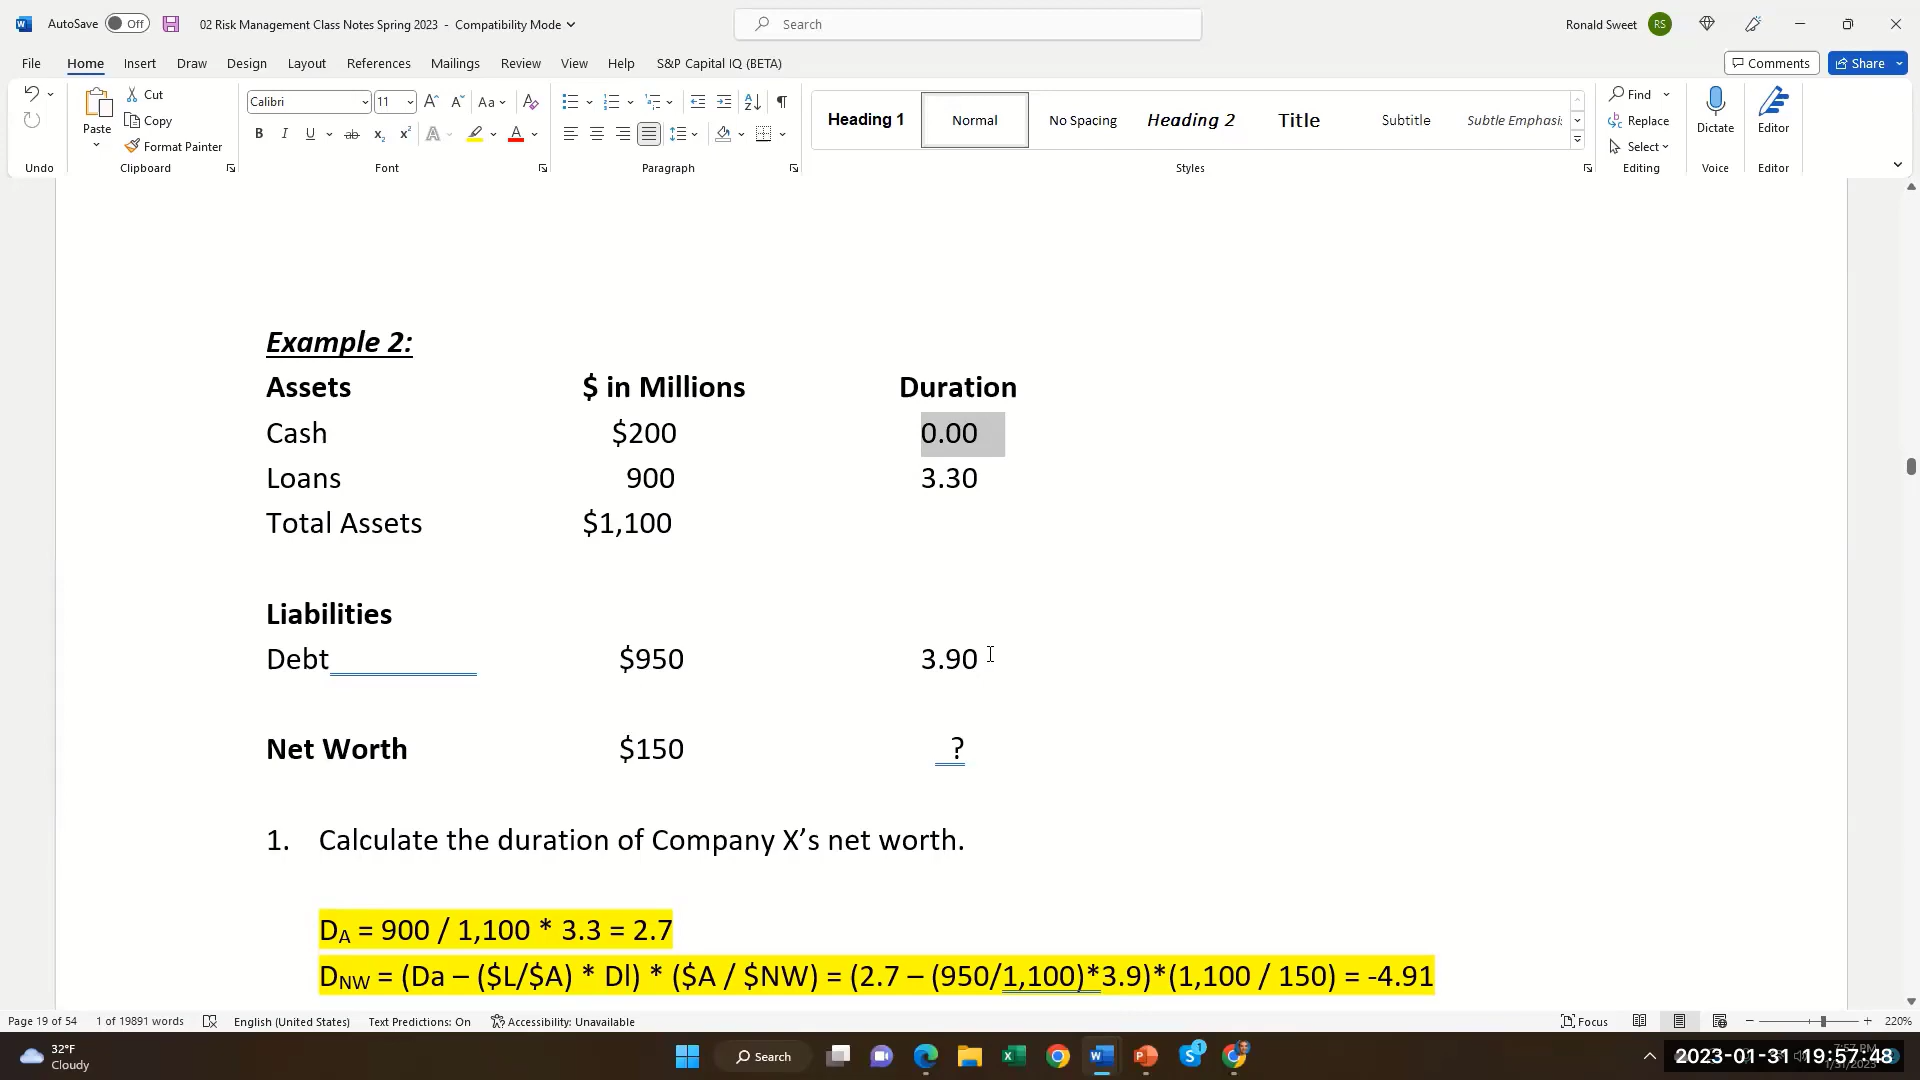 AutoSave Off 02 Risk Management Class Notes Spring 2023 - Compatibility Mode Search Ronald Sweet RS
File Home Insert Draw Design Layout References Mailings Review View Help S&P Capital IQ (BETA) Comments Share
Paste Cut Copy Format Painter
Calibri 11
Heading 1 Normal No Spacing Heading 2 Title Subtitle Subtle Emphasis
Find Replace Select
Dictate Editor
Undo Clipboard Font Paragraph Styles Editing Voice Editor
Example 2:
Assets $ in Millions Duration
Cash $200 0.00
Loans 900 3.30
Total Assets $1,100
Liabilities
Debt $950 3.90
Net Worth $150 ?
1. Calculate the duration of Company X’s net worth.
DA = 900 / 1,100 * 3.3 = 2.7
DNW = (Da – ($L/$A) * Dl) * ($A / $NW) = (2.7 – (950/1,100)*3.9)*(1,100 / 150) = -4.91
Page 19 of 54 1 of 19891 words English (United States) Text Predictions: On Accessibility: Unavailable Focus 220%
32°F
Cloudy
Search
2023-01-31 19:57:48